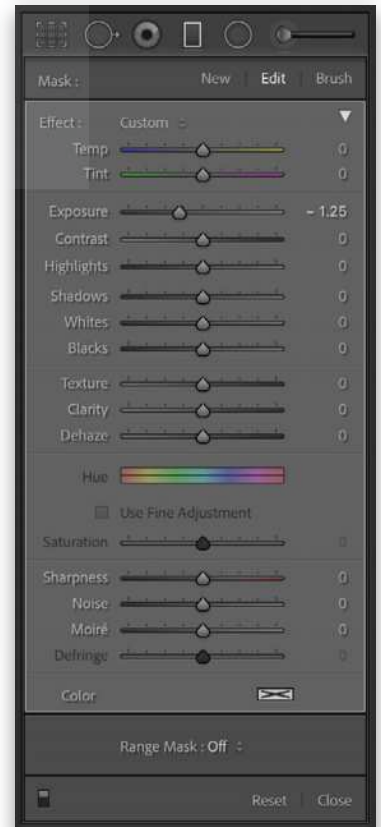 Mask : New Edit Brush
Effect : Custom
Temp 0
Tint 0
Exposure – 1.25
Contrast 0
Highlights 0
Shadows 0
Whites 0
Blacks 0
Texture 0
Clarity 0
Dehaze 0
Hue
Use Fine Adjustment
Saturation 0
Sharpness 0
Noise 0
Moiré 0
Defringe 0
Color
Range Mask : Off
Reset Close